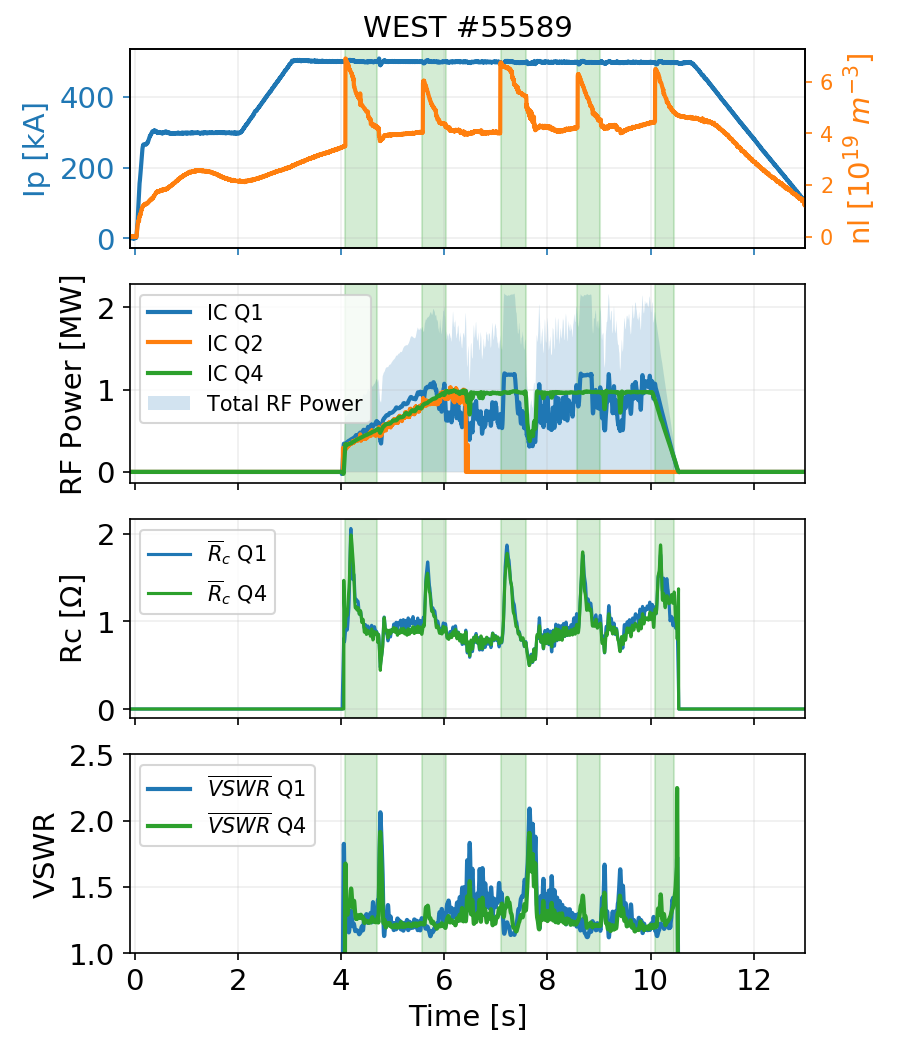 WEST #55589
Ip [kA]
400
200
0
6
4
2
0
nl [10^19 m^−3]
RF Power [MW]
2
1
0
IC Q1
IC Q2
IC Q4
Total RF Power
Rc [Ω]
2
1
0
R̅c Q1
R̅c Q4
VSWR
2.5
2.0
1.5
1.0
V̅S̅W̅R̅ Q1
V̅S̅W̅R̅ Q4
0 2 4 6 8 10 12
Time [s]